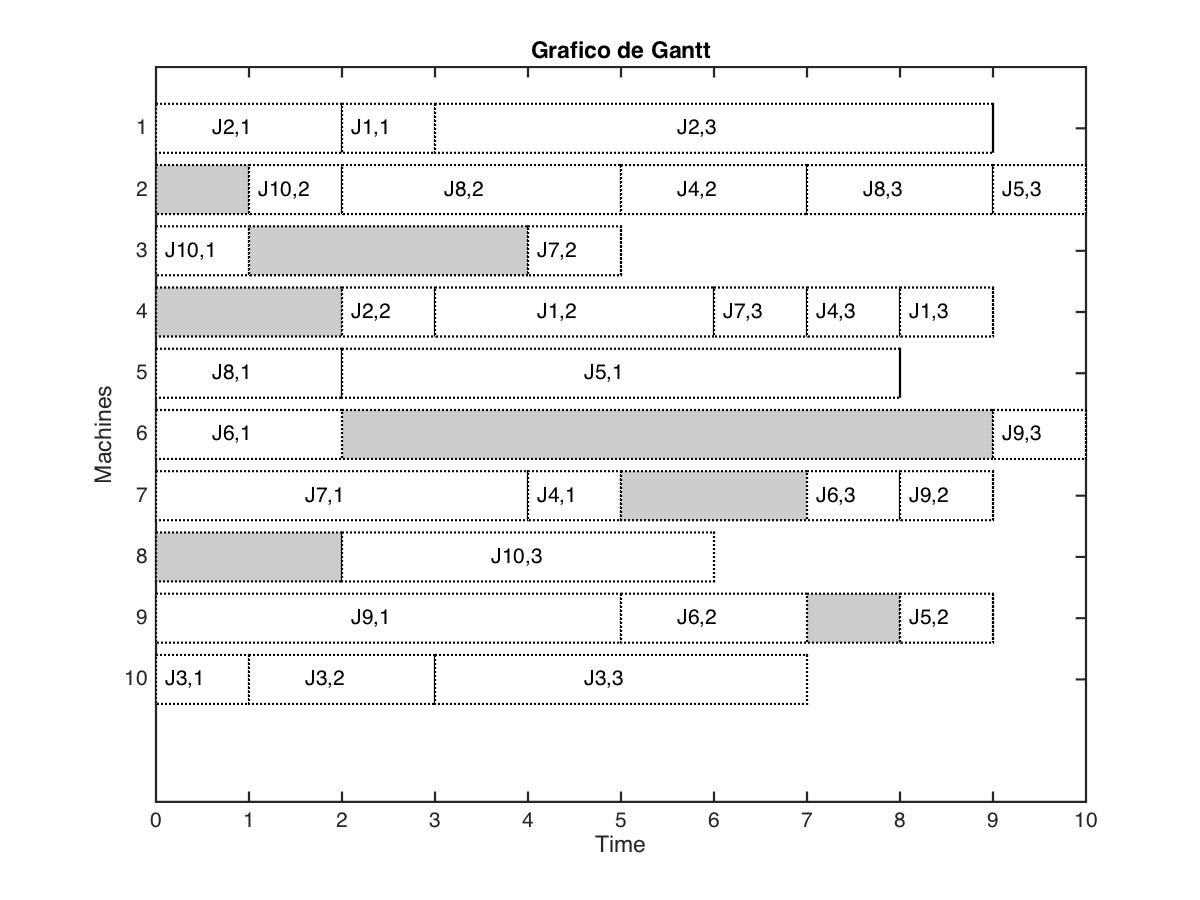 Grafico de Gantt
1 J2,1 J1,1 J2,3
2 J10,2 J8,2 J4,2 J8,3 J5,3
3 J10,1 J7,2
4 J2,2 J1,2 J7,3 J4,3 J1,3
5 J8,1 J5,1
6 J6,1 J9,3
7 J7,1 J4,1 J6,3 J9,2
8 J10,3
9 J9,1 J6,2 J5,2
10 J3,1 J3,2 J3,3
Machines
0 1 2 3 4 5 6 7 8 9 10
Time